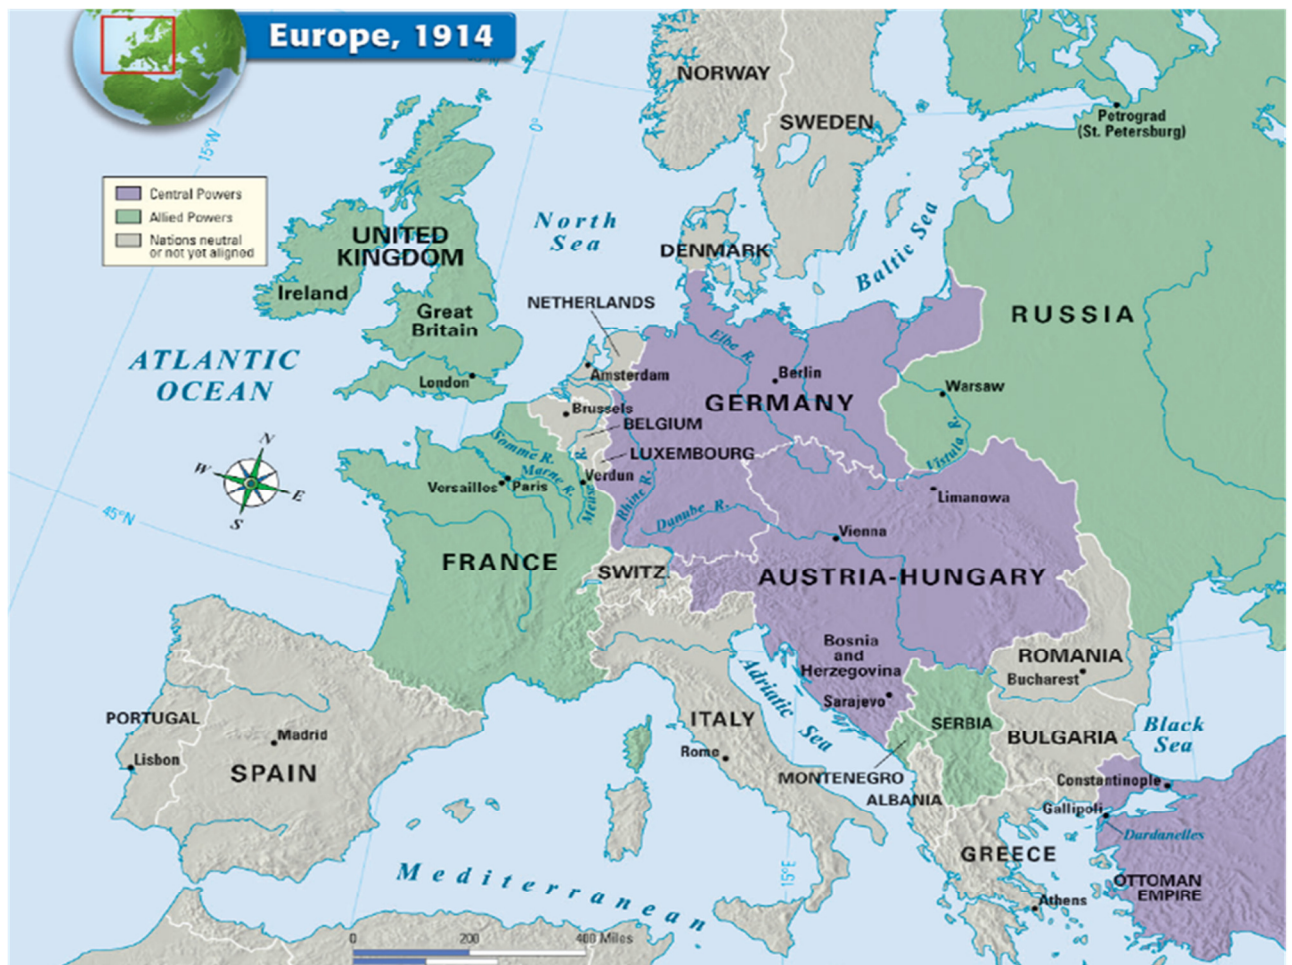 Europe, 1914
NORWAY
SWEDEN
Petrograd
(St. Petersburg)
15°W
0°
Central Powers
Allied Powers
Nations neutral
or not yet aligned
North
Sea
Baltic Sea
UNITED
KINGDOM
DENMARK
Ireland
Great
Britain
NETHERLANDS
RUSSIA
ATLANTIC
OCEAN
London
Amsterdam
Elbe R.
Berlin
Warsaw
GERMANY
Brussels
BELGIUM
Somme R.
LUXEMBOURG
Vistula R.
N
W
E
S
Marne R.
Verdun
Versailles
Paris
Meuse R.
Rhine R.
Limanowa
45°N
Danube R.
Vienna
FRANCE
SWITZ.
AUSTRIA-HUNGARY
Bosnia
and
Herzegovina
ROMANIA
Bucharest
Sarajevo
Adriatic Sea
PORTUGAL
Madrid
ITALY
SERBIA
Black
Sea
BULGARIA
Lisbon
SPAIN
Rome
MONTENEGRO
Constantinople
ALBANIA
Gallipoli
Dardanelles
GREECE
Mediterranean
15°E
OTTOMAN
EMPIRE
Athens
0 200 400 Miles